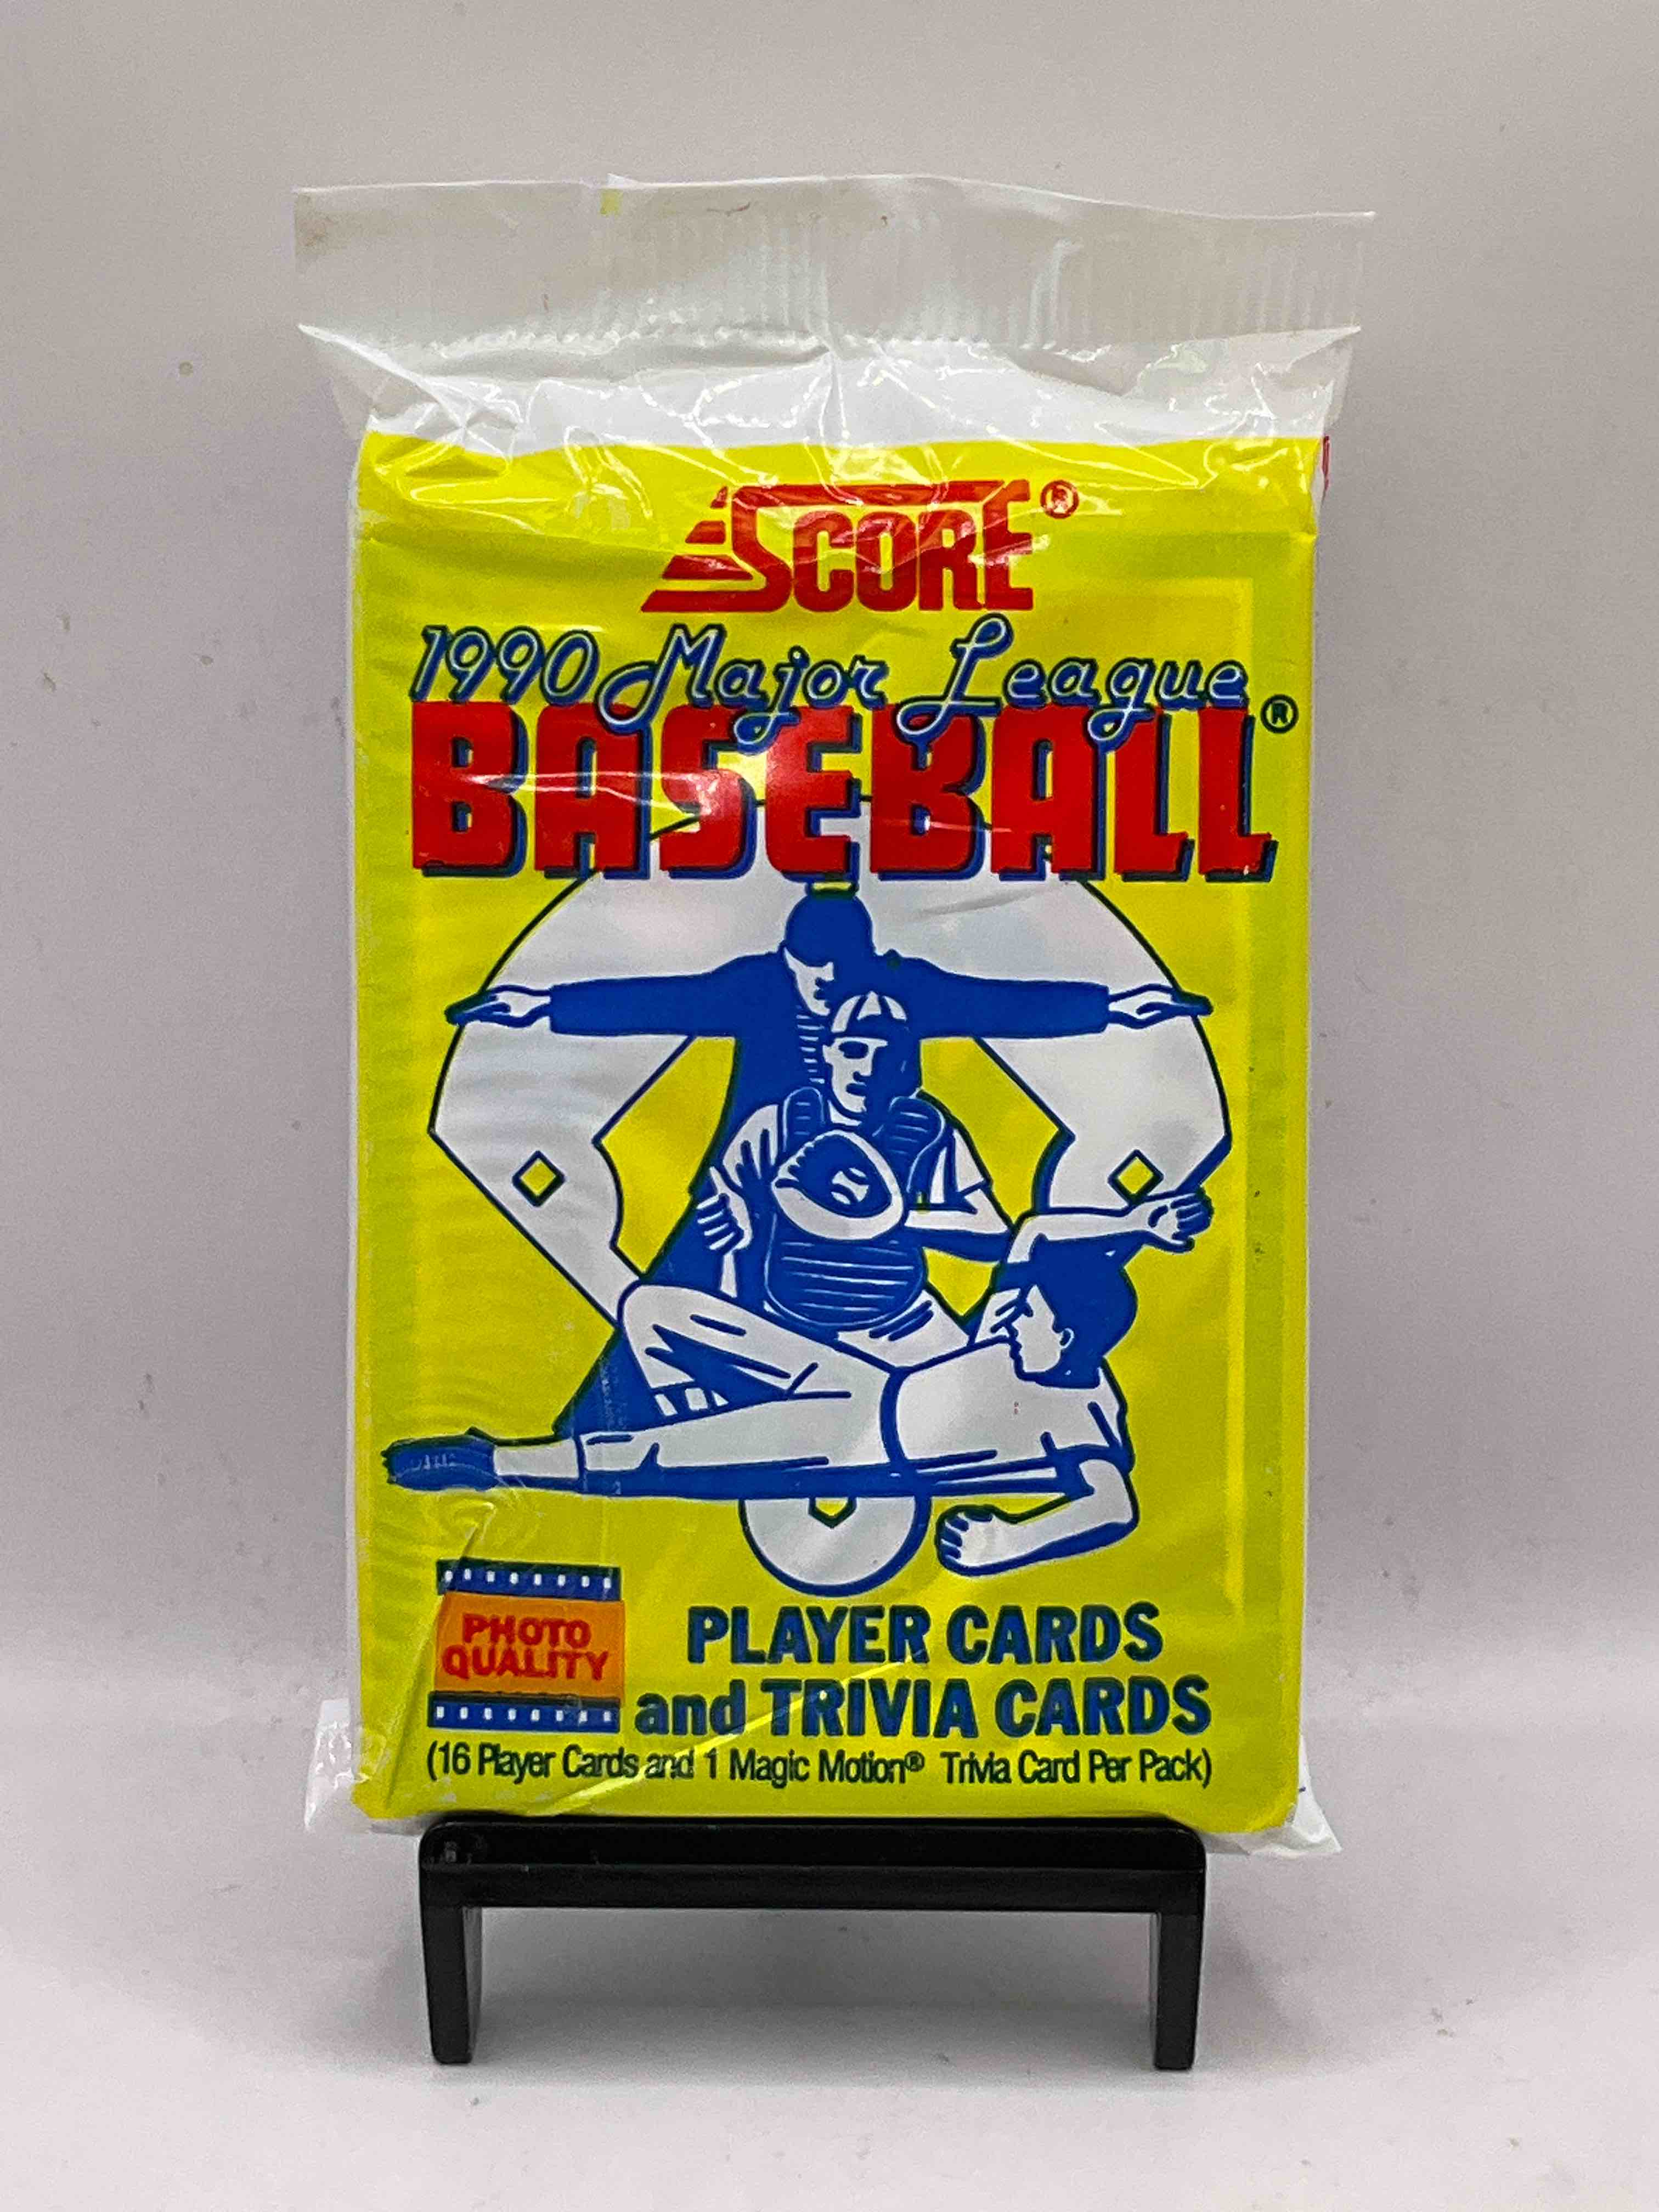 SCORE®
1990 Major League
BASEBALL®
PHOTO
QUALITY
PLAYER CARDS
and TRIVIA CARDS
(16 Player Cards and 1 Magic Motion® Trivia Card Per Pack)